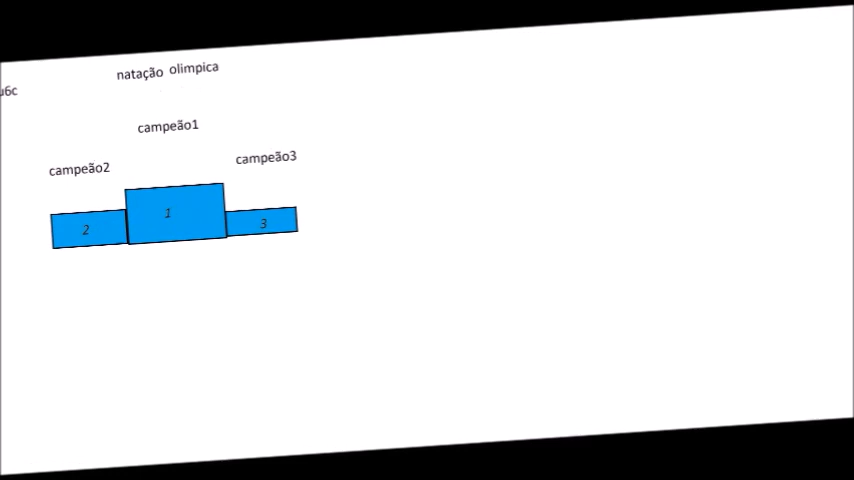 natação olimpica
campeão1
campeão2
campeão3
1
2
3